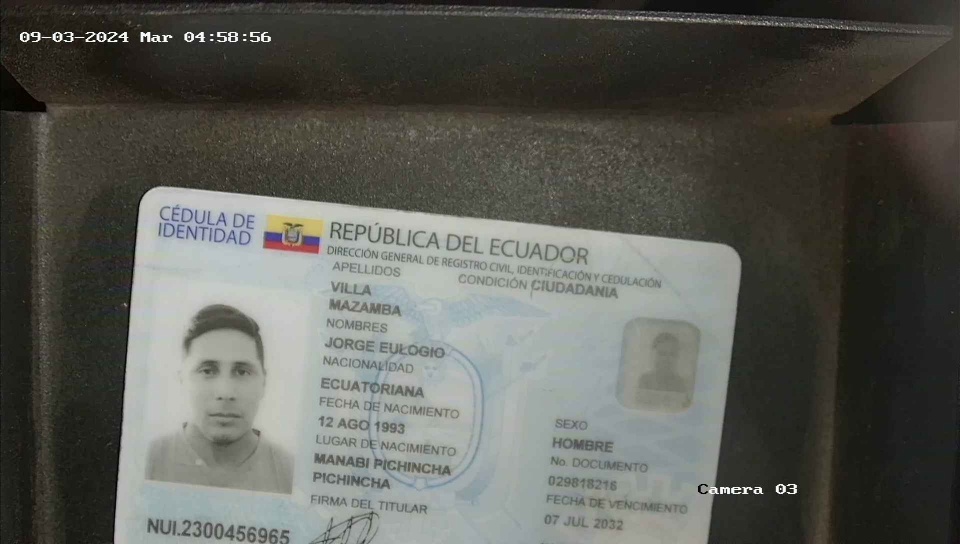 09-03-2024 Mar 04:58:56
CÉDULA DE
IDENTIDAD
REPÚBLICA DEL ECUADOR
DIRECCIÓN GENERAL DE REGISTRO CIVIL, IDENTIFICACIÓN Y CEDULACIÓN
APELLIDOS
CONDICIÓN CIUDADANIA
VILLA
MAZAMBA
NOMBRES
JORGE EULOGIO
NACIONALIDAD
ECUATORIANA
FECHA DE NACIMIENTO
12 AGO 1993
LUGAR DE NACIMIENTO
MANABI PICHINCHA
PICHINCHA
FIRMA DEL TITULAR
SEXO
HOMBRE
No. DOCUMENTO
029818216
FECHA DE VENCIMIENTO
07 JUL 2032
NUI.2300456965
Camera 03